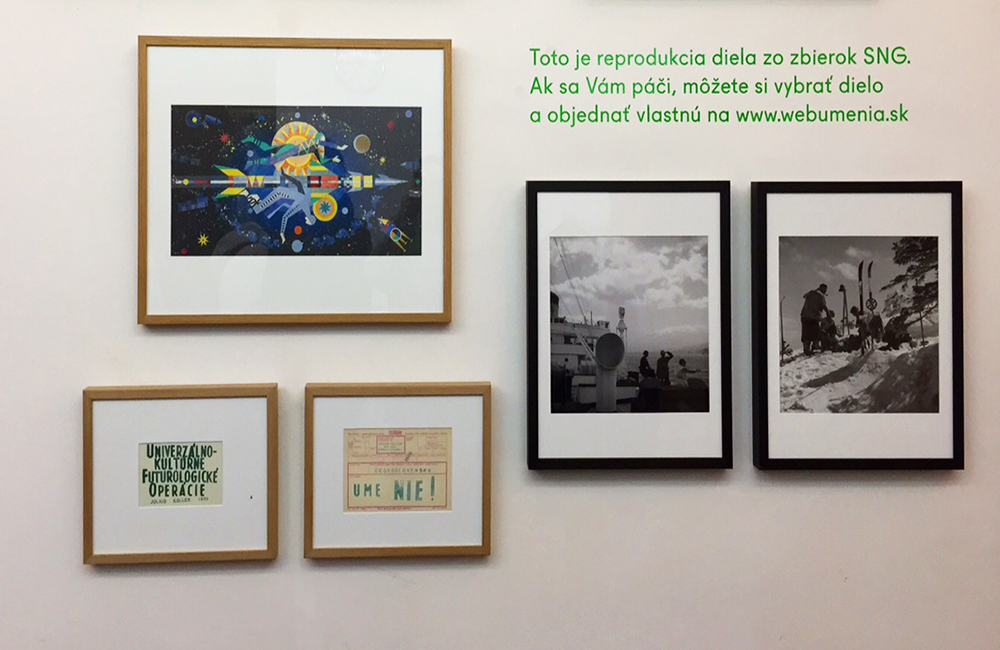 Toto je reprodukcia diela zo zbierok SNG.
Ak sa Vám páči, môžete si vybrať dielo
a objednať vlastnú na www.webumenia.sk
UNIVERZÁLNO-
KULTÚRNE
FUTUROLOGICKÉ
OPERÁCIE
JÚLIUS KOLLER
ČESKOSLOVENSKO
UME NIE!